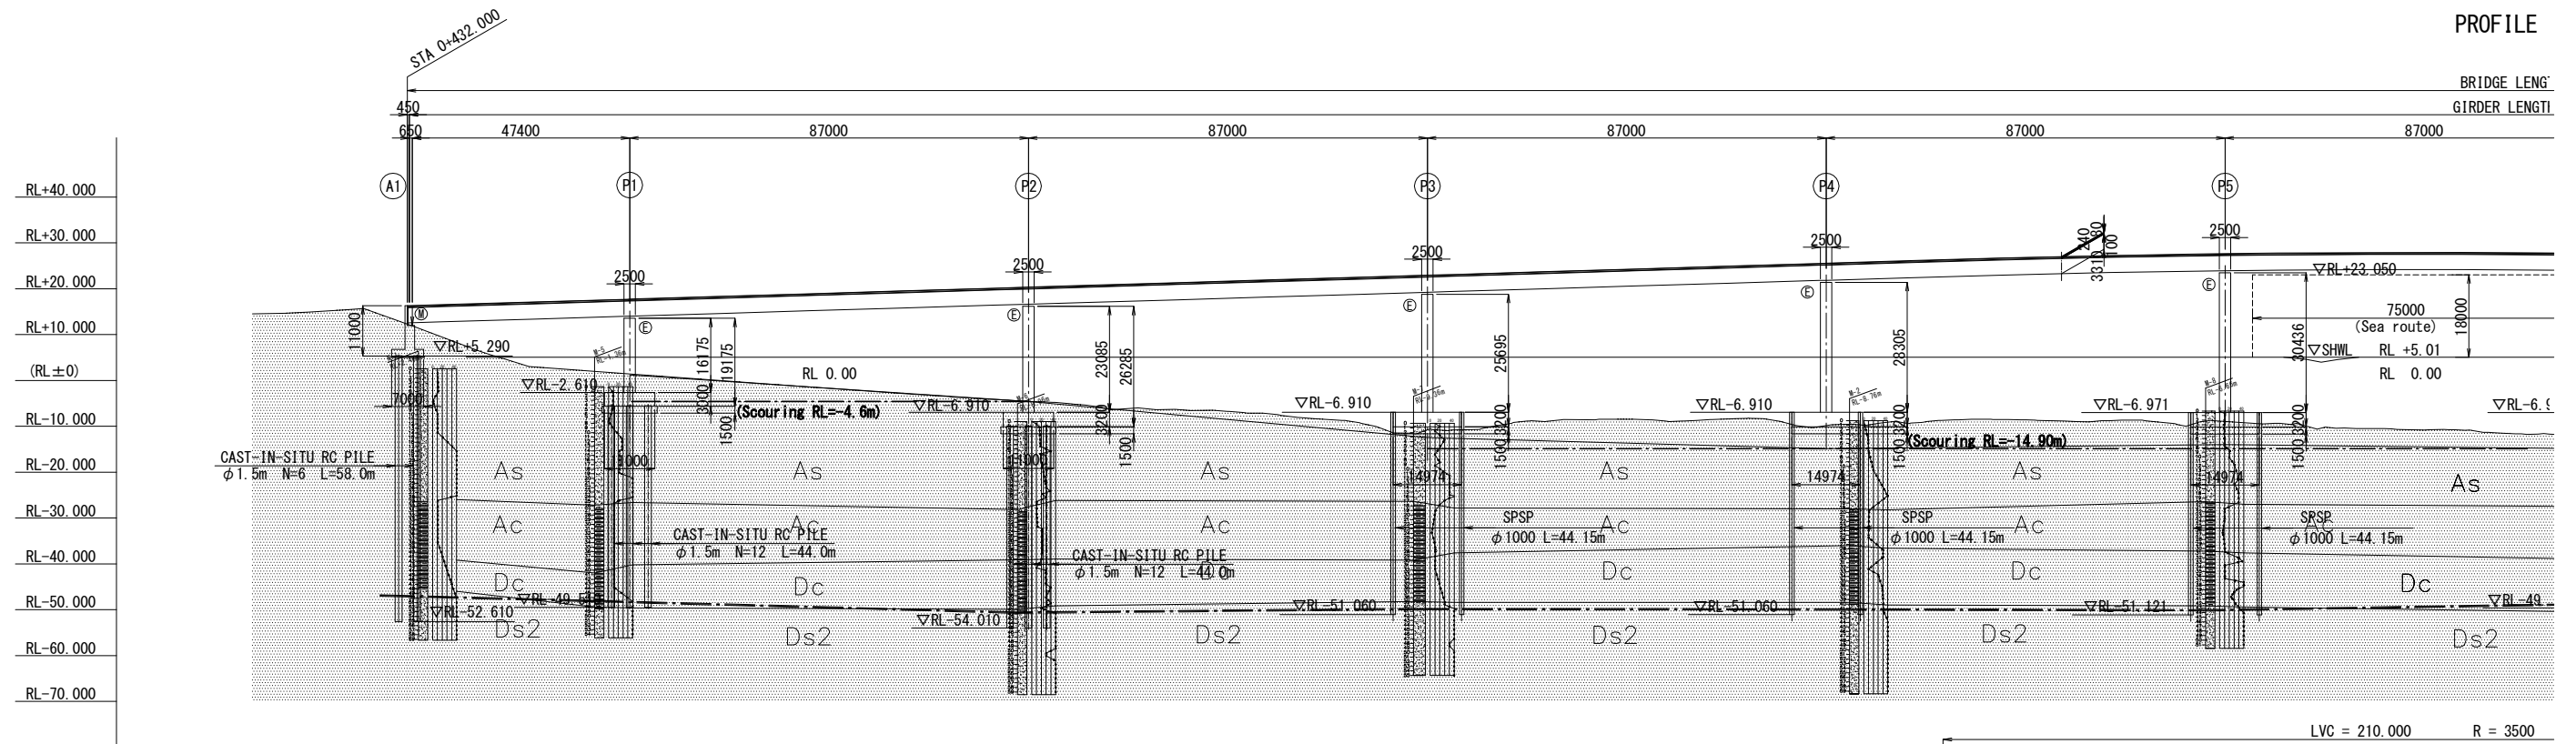 PROFILE
STA 0+432.000
BRIDGE LENG
GIRDER LENGTH
450
650 47400 87000 87000 87000 87000 87000
A1 P1 P2 P3 P4 P5
RL+40.000
RL+30.000
RL+20.000
RL+10.000
(RL±0)
RL-10.000
RL-20.000
RL-30.000
RL-40.000
RL-50.000
RL-60.000
RL-70.000
2500 2500 2500 2500 2500
240
80
3310
100
M E E E E E
11000
▽RL+5.290
7000
16175
19175
3000
1500
23085
26285
3200
1500
25695
3200
1500
28305
3200
1500
30436
3200
1500
▽RL+23.050
75000
(Sea route)
18000
▽SHWL RL +5.01
RL 0.00
RL 0.00
▽RL-2.610
(Scouring RL=-4.6m)
▽RL-6.910
▽RL-6.910
▽RL-6.910
▽RL-6.971
▽RL-6.9
(Scouring RL=-14.90m)
11000
14974 14974 14974
CAST-IN-SITU RC PILE
φ1.5m N=6 L=58.0m
As As As As As As
Ac Ac Ac Ac Ac Ac
CAST-IN-SITU RC PILE
φ1.5m N=12 L=44.0m
CAST-IN-SITU RC PILE
φ1.5m N=12 L=44.0m
SPSP
φ1000 L=44.15m
SPSP
φ1000 L=44.15m
SPSP
φ1000 L=44.15m
Dc Dc Dc Dc Dc Dc
▽RL-52.610
▽RL-54.010
▽RL-51.060
▽RL-51.060
▽RL-51.121
▽RL-49
Ds2 Ds2 Ds2 Ds2 Ds2 Ds2
LVC = 210.000 R = 3500